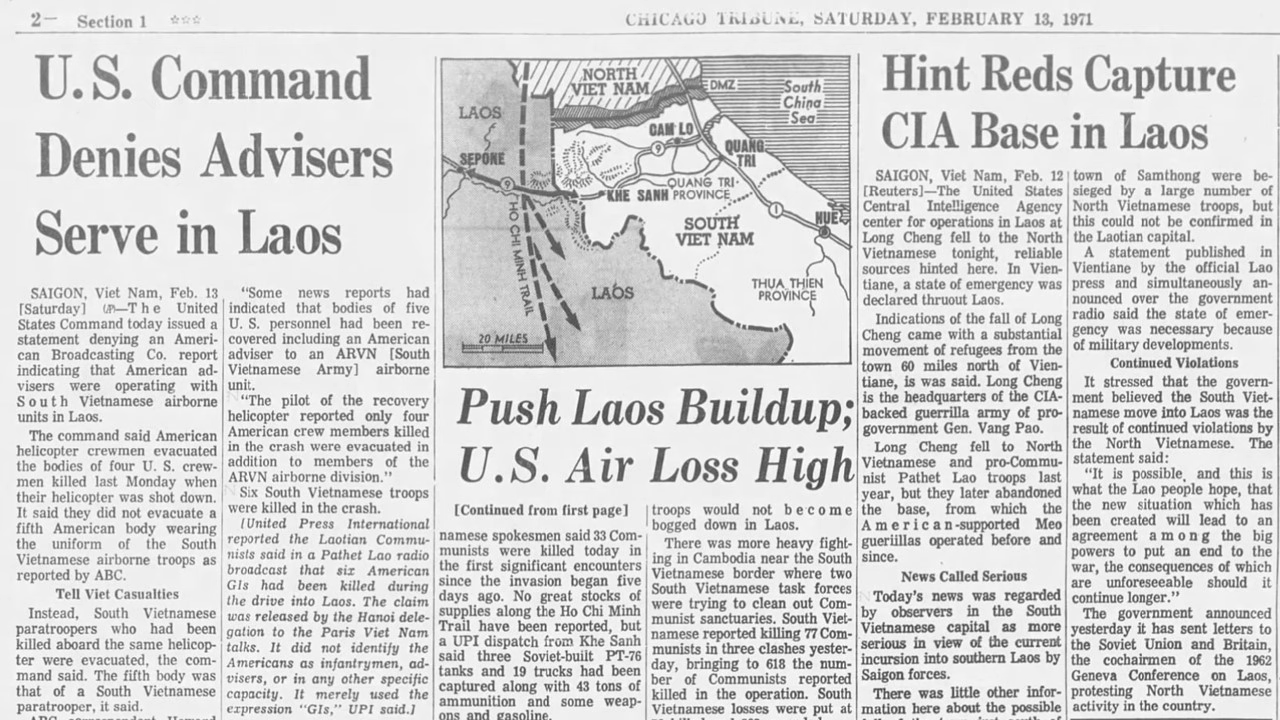 2— Section 1 ☆☆☆
CHICAGO TRIBUNE, SATURDAY, FEBRUARY 13, 1971
U.S. Command
Denies Advisers
Serve in Laos
SAIGON, Viet Nam, Feb. 13
[Saturday] (AP)—The United
States Command today issued a
statement denying an Ameri-
can Broadcasting Co. report
indicating that American ad-
visers were operating with
South Vietnamese airborne
units in Laos.
The command said American
helicopter crewmen evacuated
the bodies of four U.S. crew-
men killed last Monday when
their helicopter was shot down.
It said they did not evacuate a
fifth American body wearing
the uniform of the South
Vietnamese airborne troops as
reported by ABC.
Tell Viet Casualties
Instead, South Vietnamese
paratroopers who had been
killed aboard the same helicop-
ter were evacuated, the com-
mand said. The fifth body was
that of a South Vietnamese
paratrooper, it said.
"Some news reports had
indicated that bodies of five
U. S. personnel had been re-
covered including an American
adviser to an ARVN [South
Vietnamese Army] airborne
unit.
"The pilot of the recovery
helicopter reported only four
American crew members killed
in the crash were evacuated in
addition to members of the
ARVN airborne division."
Six South Vietnamese troops
were killed in the crash.
[United Press International
reported the Laotian Commu-
nists said in a Pathet Lao radio
broadcast that six American
GIs had been killed during
the drive into Laos. The claim
was released by the Hanoi dele-
gation to the Paris Viet Nam
talks. It did not identify the
Americans as infantrymen, ad-
visers, or in any other specific
capacity. It merely used the
expression "GIs," UPI said.]
NORTH
VIET NAM
DMZ
South
China
Sea
LAOS
CAM LO
9
QUANG
TRI
SEPONE
9
KHE SANH
QUANG TRI
PROVINCE
1
HUE
SOUTH
VIET NAM
HO CHI MINH TRAIL
LAOS
THUA THIEN
PROVINCE
20 MILES
Push Laos Buildup;
U.S. Air Loss High
[Continued from first page]
namese spokesmen said 33 Com-
munists were killed today in
the first significant encounters
since the invasion began five
days ago. No great stocks of
supplies along the Ho Chi Minh
Trail have been reported, but
a UPI dispatch from Khe Sanh
said three Soviet-built PT-76
tanks and 19 trucks had been
captured along with 43 tons of
ammunition and some weap-
ons and gasoline.
troops would not become
bogged down in Laos.
There was more heavy fight-
ing in Cambodia near the South
Vietnamese border where two
South Vietnamese task forces
were trying to clean out Com-
munist sanctuaries. South Viet-
namese reported killing 77 Com-
munists in three clashes yester-
day, bringing to 618 the num-
ber of Communists reported
killed in the operation. South
Vietnamese losses were put at
Hint Reds Capture
CIA Base in Laos
SAIGON, Viet Nam, Feb. 12
[Reuters]—The United States
Central Intelligence Agency
center for operations in Laos at
Long Cheng fell to the North
Vietnamese tonight, reliable
sources hinted here. In Vien-
tiane, a state of emergency was
declared thruout Laos.
Indications of the fall of Long
Cheng came with a substantial
movement of refugees from the
town 60 miles north of Vien-
tiane, is was said. Long Cheng
is the headquarters of the CIA-
backed guerrilla army of pro-
government Gen. Vang Pao.
Long Cheng fell to North
Vietnamese and pro-Commu-
nist Pathet Lao troops last
year, but they later abandoned
the base, from which the
American-supported Meo
gueriillas operated before and
since.
News Called Serious
Today's news was regarded
by observers in the South
Vietnamese capital as more
serious in view of the current
incursion into southern Laos by
Saigon forces.
There was little other infor-
mation here about the possible
town of Samthong were be-
sieged by a large number of
North Vietnamese troops, but
this could not be confirmed in
the Laotian capital.
A statement published in
Vientiane by the official Lao
press and simultaneously an-
nounced over the government
radio said the state of emer-
gency was necessary because
of military developments.
Continued Violations
It stressed that the govern-
ment believed the South Viet-
namese move into Laos was the
result of continued violations by
the North Vietnamese. The
statement said:
"It is possible, and this is
what the Lao people hope, that
the new situation which has
been created will lead to an
agreement among the big
powers to put an end to the
war, the consequences of which
are unforeseeable should it
continue longer."
The government announced
yesterday it has sent letters to
the Soviet Union and Britain,
the cochairmen of the 1962
Geneva Conference on Laos,
protesting North Vietnamese
activity in the country.